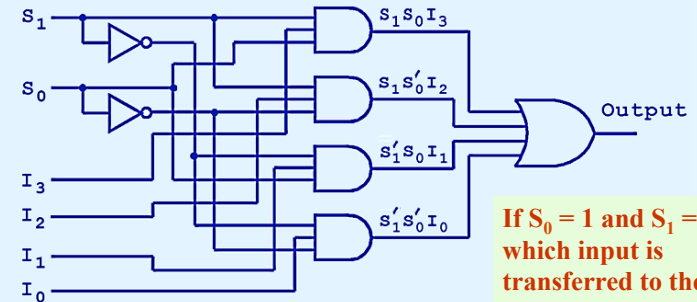 S₁
S₁S₀I₃
S₀
S₁S₀′I₂
Output
S₁′S₀I₁
I₃
I₂
S₁′S₀′I₀
I₁
I₀
If S₀ = 1 and S₁ =
which input is
transferred to the